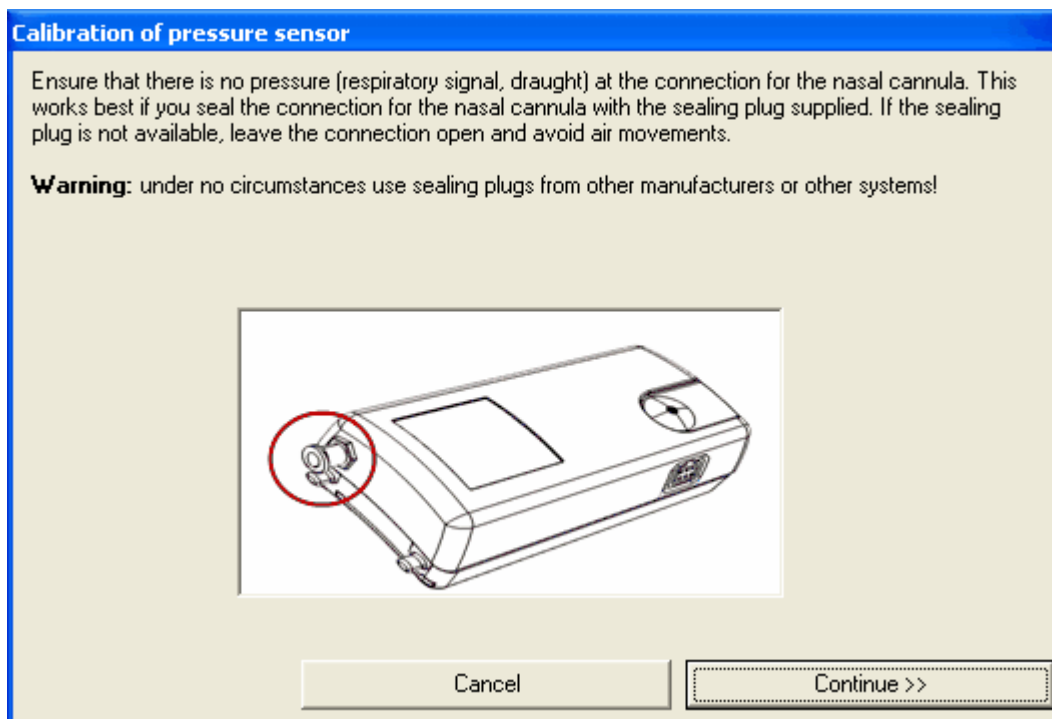 Calibration of pressure sensor
Ensure that there is no pressure (respiratory signal, draught) at the connection for the nasal cannula. This
works best if you seal the connection for the nasal cannula with the sealing plug supplied. If the sealing
plug is not available, leave the connection open and avoid air movements.
Warning: under no circumstances use sealing plugs from other manufacturers or other systems!
Cancel
Continue >>